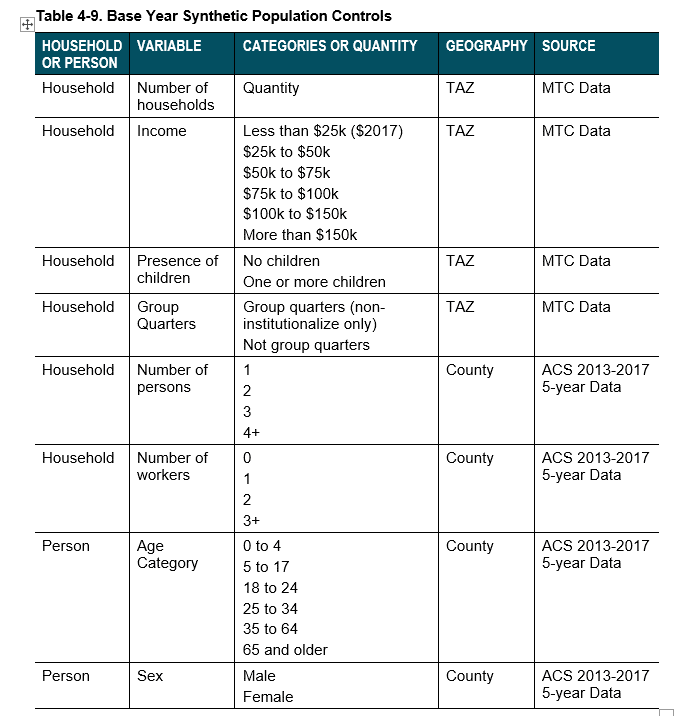 Table 4-9. Base Year Synthetic Population Controls
HOUSEHOLD OR PERSON VARIABLE CATEGORIES OR QUANTITY GEOGRAPHY SOURCE
Household Number of households Quantity TAZ MTC Data
Household Income Less than $25k ($2017) TAZ MTC Data
$25k to $50k
$50k to $75k
$75k to $100k
$100k to $150k
More than $150k
Household Presence of children No children TAZ MTC Data
One or more children
Household Group Quarters Group quarters (non-institutionalize only) TAZ MTC Data
Not group quarters
Household Number of persons 1 County ACS 2013-2017 5-year Data
2
3
4+
Household Number of workers 0 County ACS 2013-2017 5-year Data
1
2
3+
Person Age Category 0 to 4 County ACS 2013-2017 5-year Data
5 to 17
18 to 24
25 to 34
35 to 64
65 and older
Person Sex Male County ACS 2013-2017 5-year Data
Female